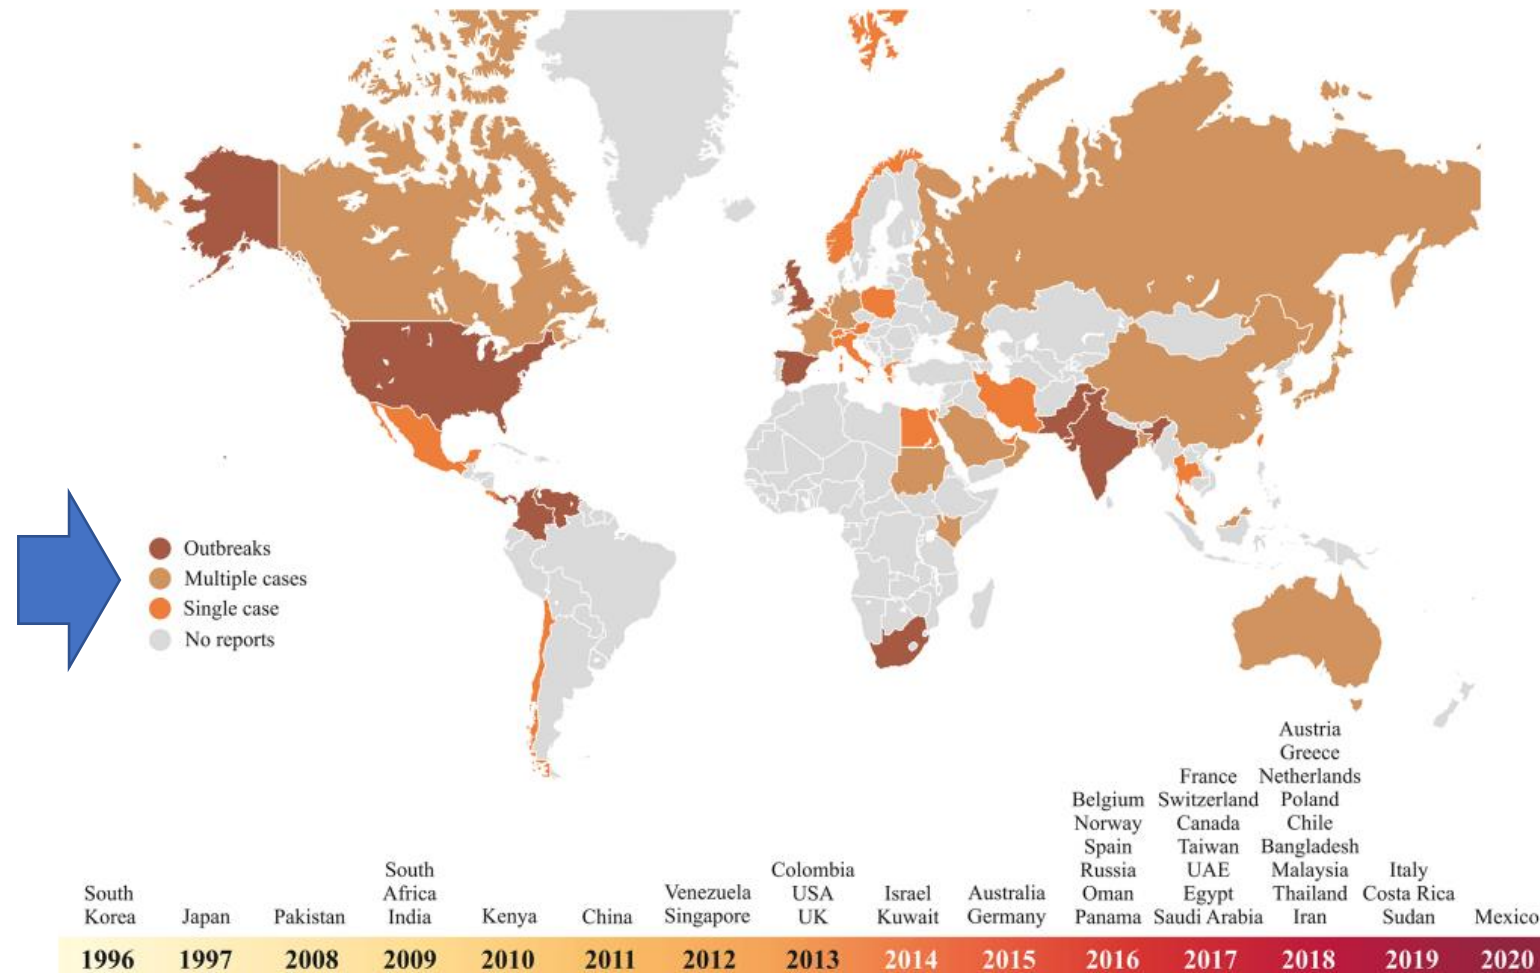 Outbreaks
Multiple cases
Single case
No reports
South
Korea
Japan
Pakistan
South
Africa
India
Kenya
China
Venezuela
Singapore
Colombia
USA
UK
Israel
Kuwait
Australia
Germany
Belgium
Norway
Spain
Russia
Oman
Panama
France
Switzerland
Canada
Taiwan
UAE
Egypt
Saudi Arabia
Austria
Greece
Netherlands
Poland
Chile
Bangladesh
Malaysia
Thailand
Iran
Italy
Costa Rica
Sudan
Mexico
1996 1997 2008 2009 2010 2011 2012 2013 2014 2015 2016 2017 2018 2019 2020